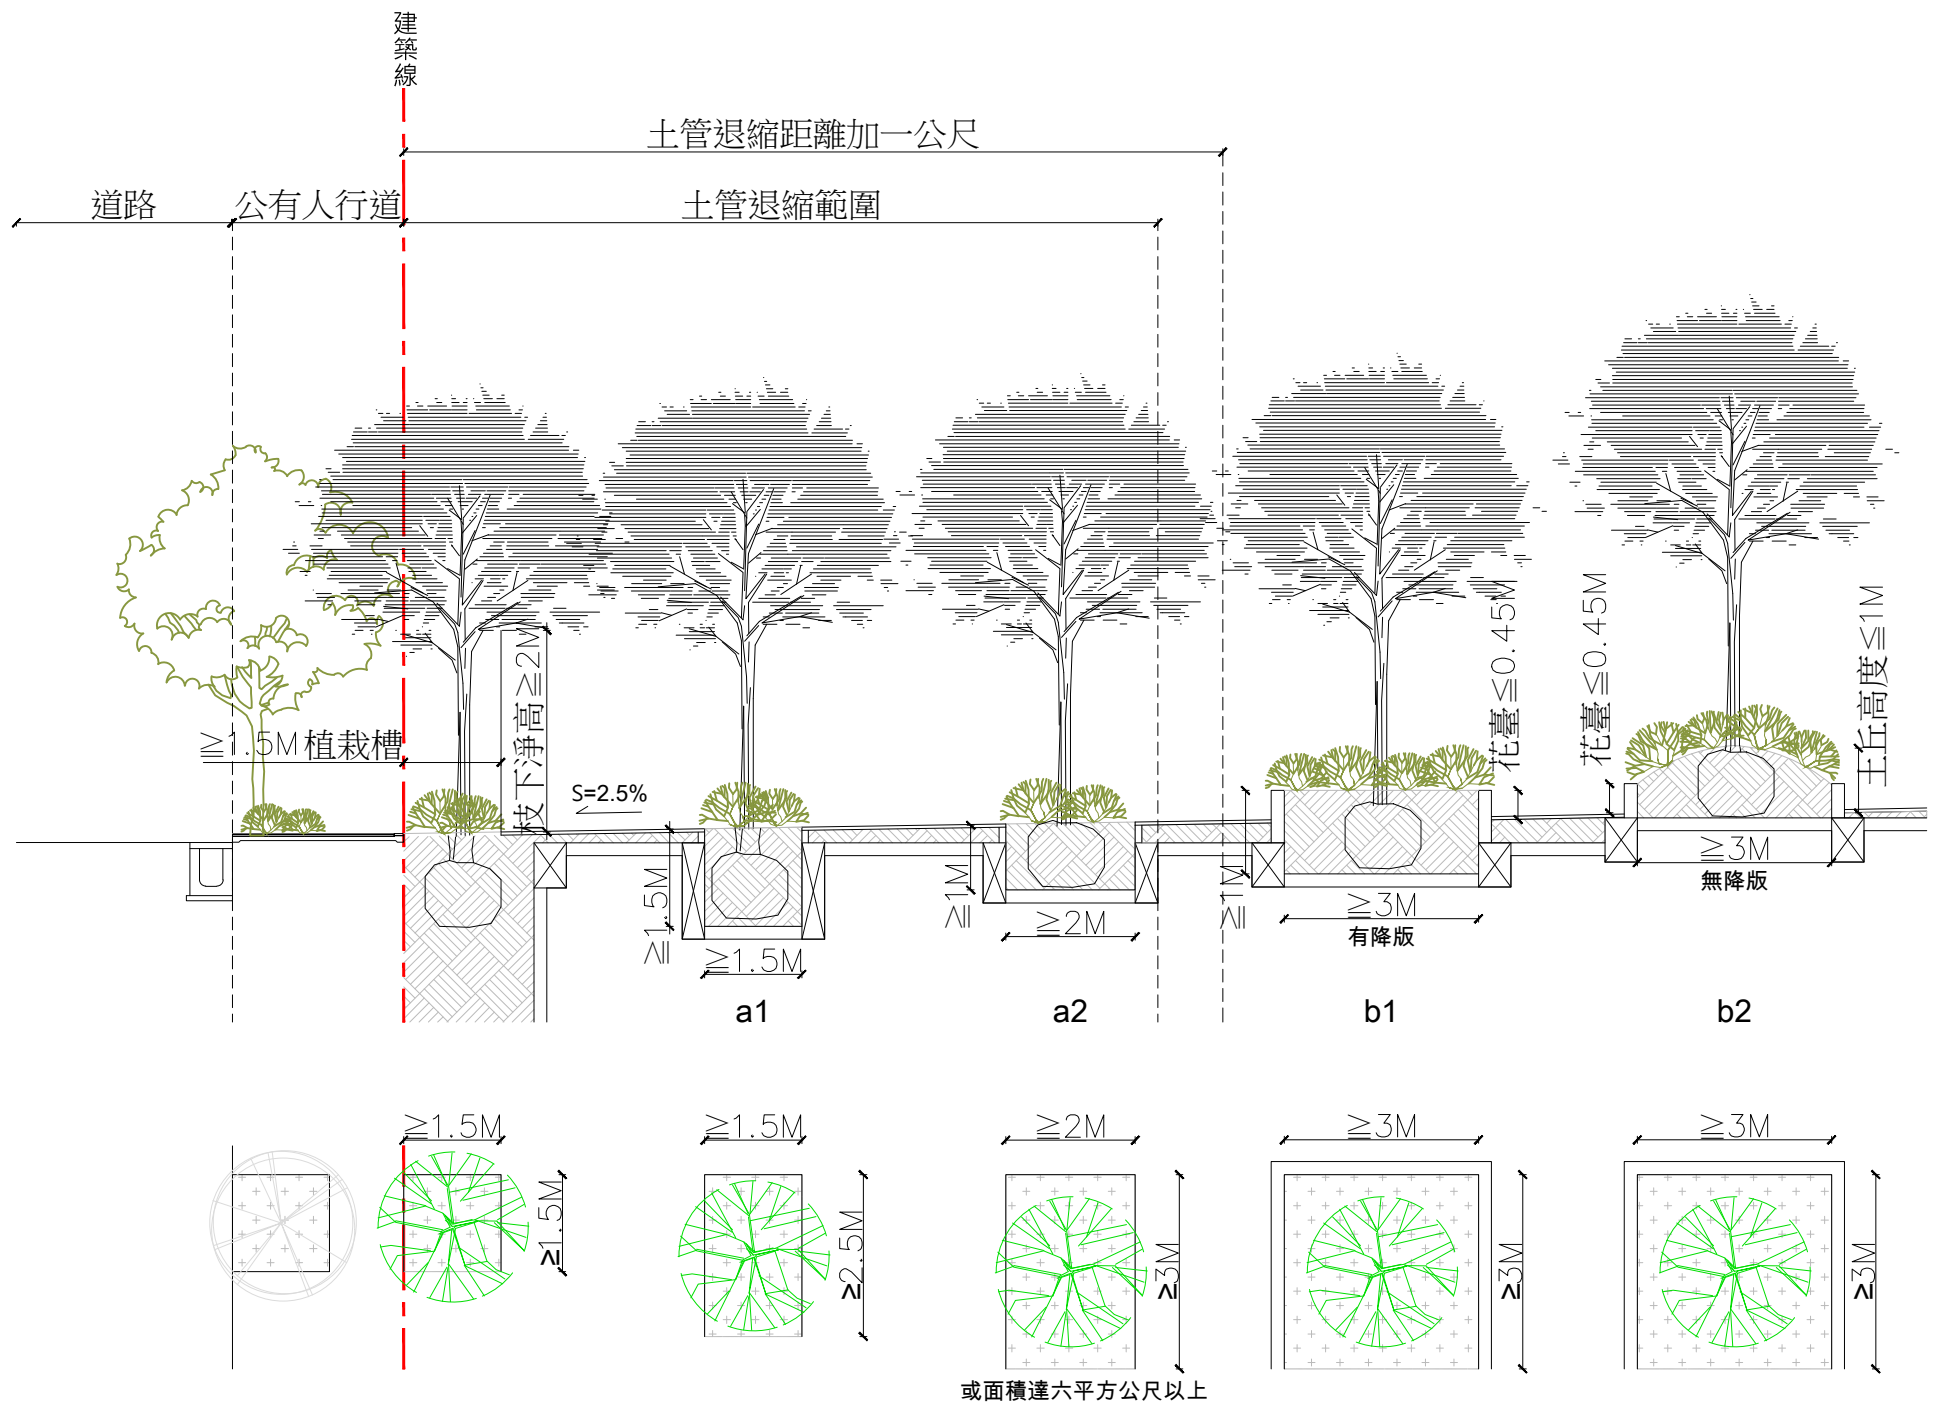 建築線
土管退縮距離加一公尺
道路
公有人行道
土管退縮範圍
≧1.5M植栽槽
枝下淨高≧2M
S=2.5%
≧1.5M
≧1.5M
≧1M
≧2M
≧1M
≧3M
有降版
花臺≦0.45M
花臺≦0.45M
土丘高度≦1M
≧3M
無降版
a1
a2
b1
b2
≧1.5M
≧1.5M
≧1.5M
≧2.5M
≧2M
≧3M
≧3M
≧3M
≧3M
≧3M
或面積達六平方公尺以上